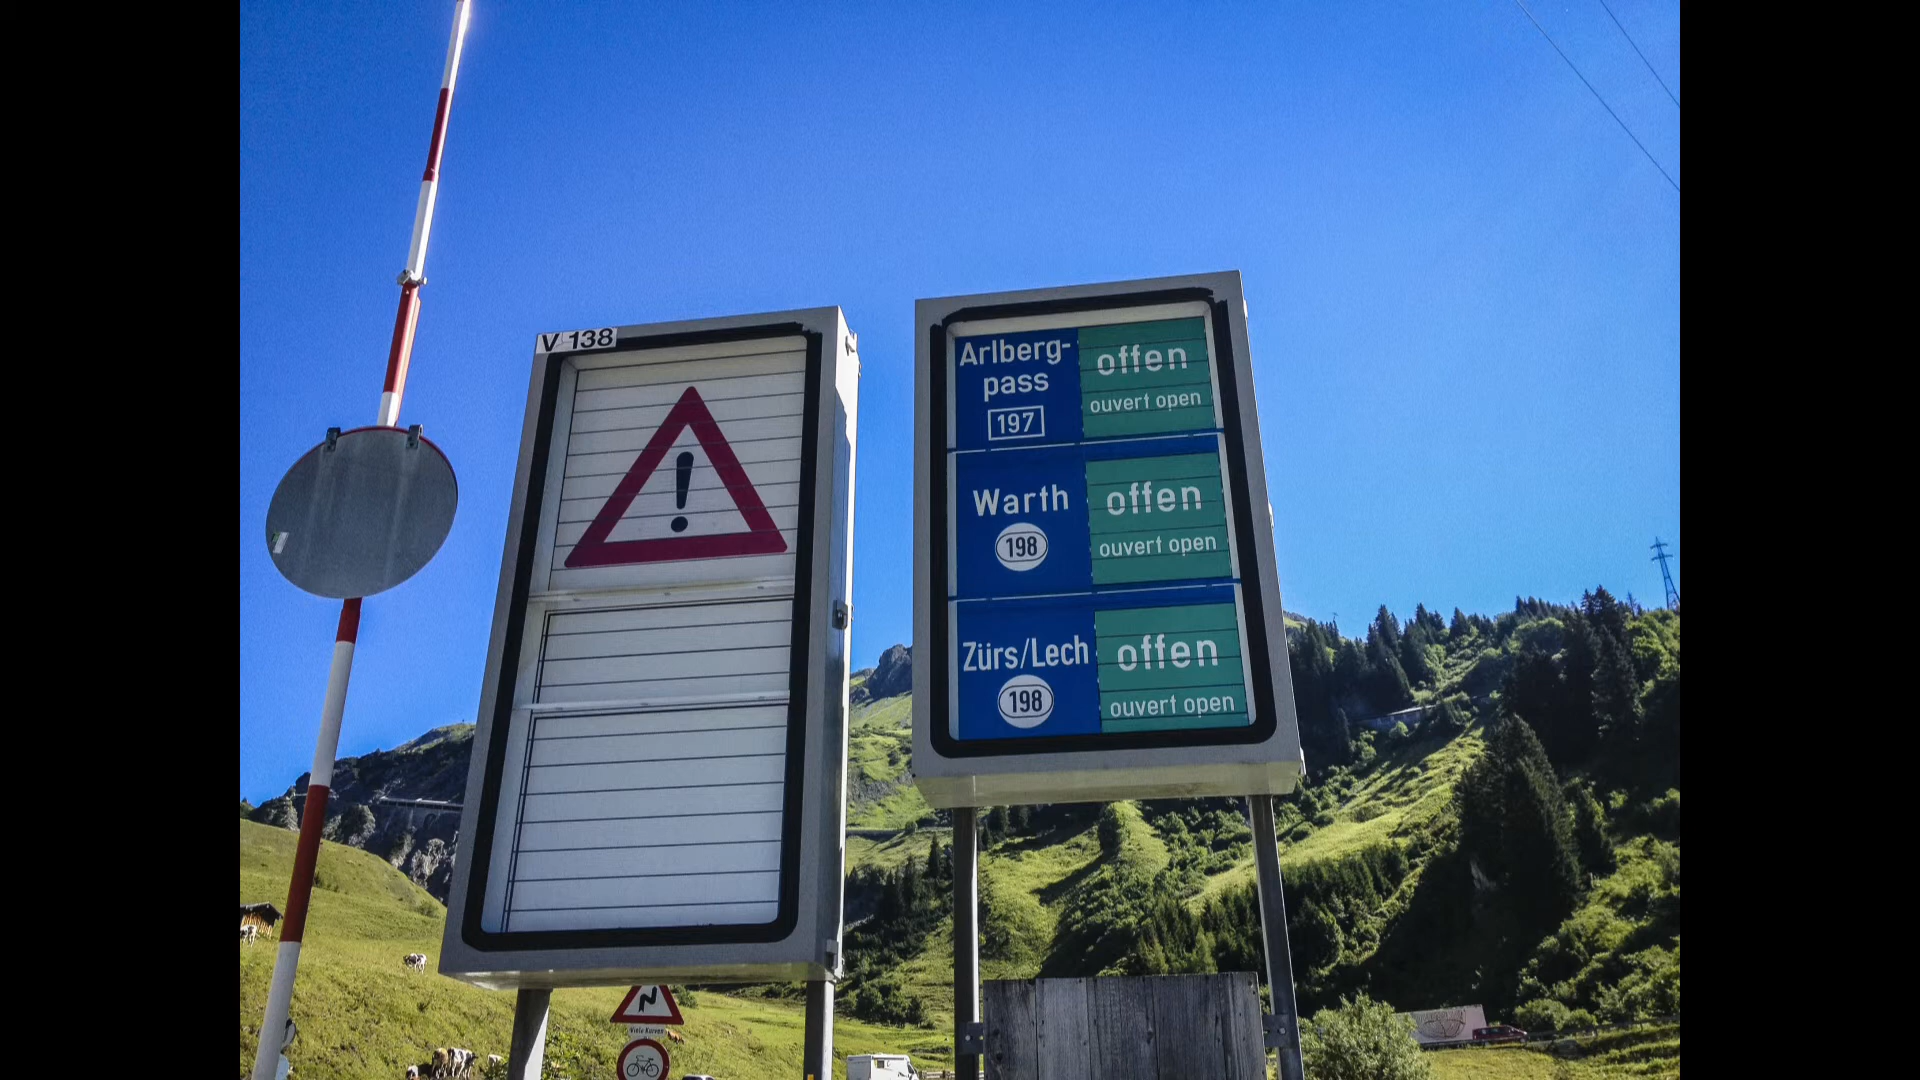 V 138
Arlberg-
pass
197
offen
ouvert open
Warth
198
offen
ouvert open
Zürs/Lech
198
offen
ouvert open
Viele Kurven